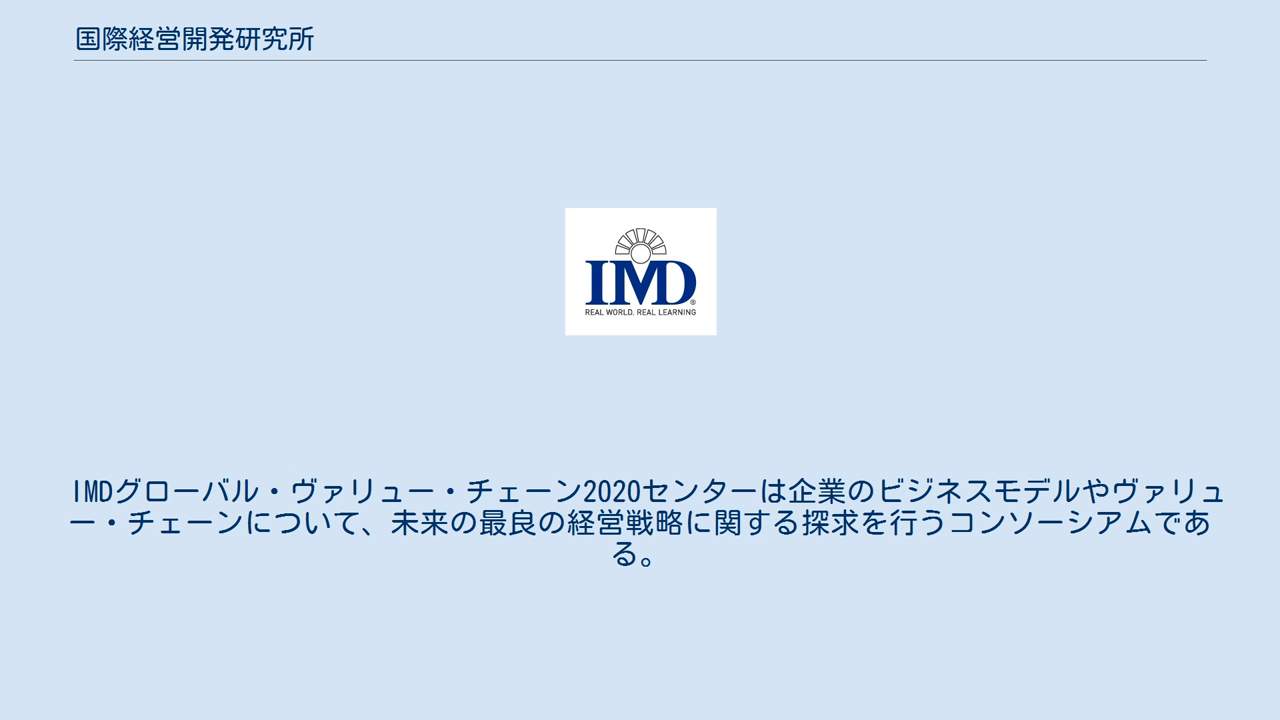 国際経営開発研究所
IMD®
REAL WORLD. REAL LEARNING
IMDグローバル・ヴァリュー・チェーン2020センターは企業のビジネスモデルやヴァリュ
ー・チェーンについて、未来の最良の経営戦略に関する探求を行うコンソーシアムであ
る。